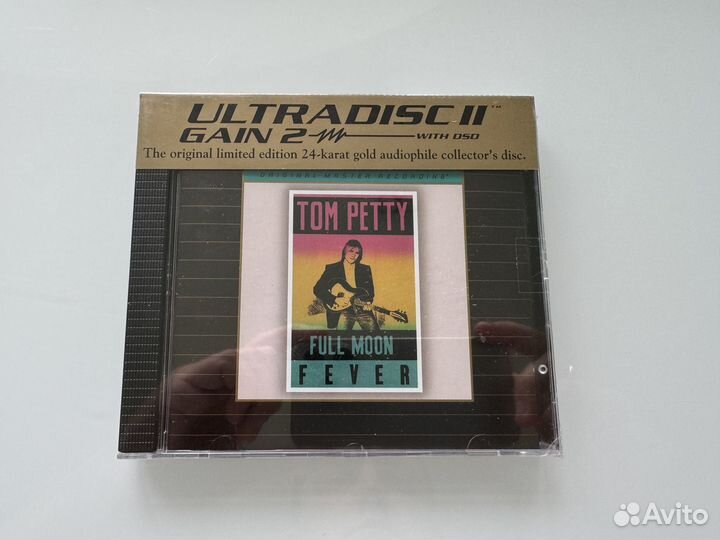 ULTRADISC II™
GAIN 2 WITH DSD
The original limited edition 24-karat gold audiophile collector's disc.
ORIGINAL MASTER RECORDING
TOM PETTY
FULL MOON
FEVER
Avito